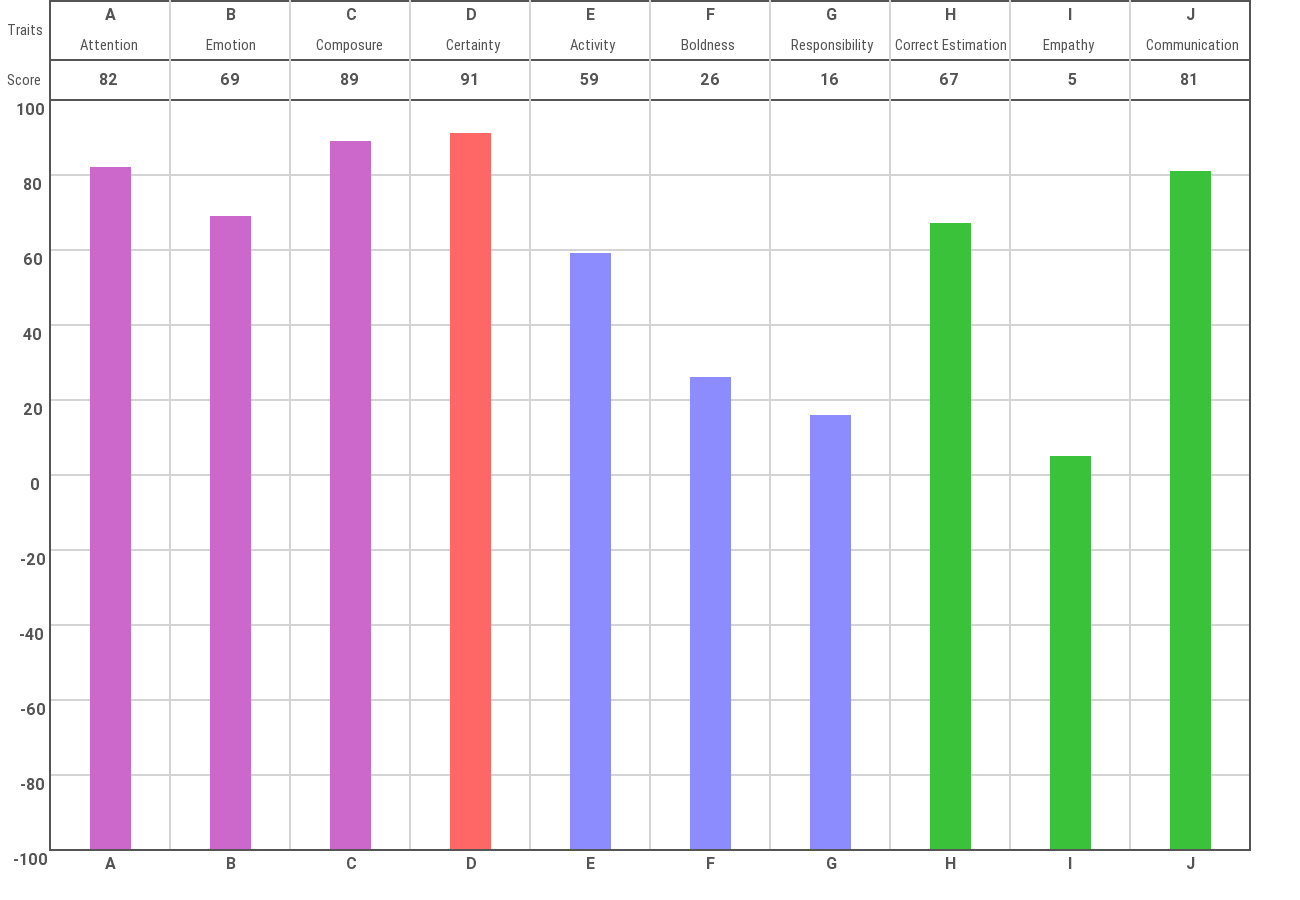 Traits A B C D E F G H I J
Attention Emotion Composure Certainty Activity Boldness Responsibility Correct Estimation Empathy Communication
Score 82 69 89 91 59 26 16 67 5 81
100
80
60
40
20
0
-20
-40
-60
-80
-100
A B C D E F G H I J